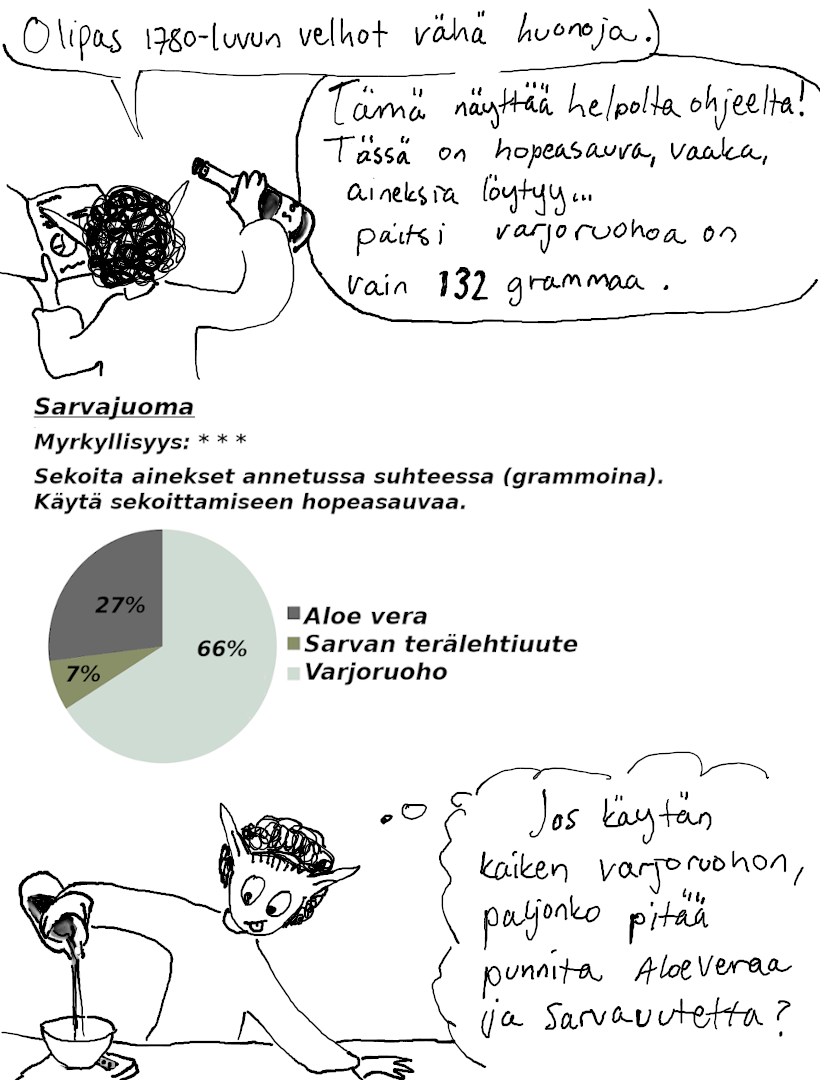 Olipas 1780-luvun velhot vähä huonoja.
Tämä näyttää helpolta ohjeelta!
Tässä on hopeasauva, vaaka,
aineksia löytyy...
paitsi varjoruohoa on
vain 132 grammaa.
Sarvajuoma
Myrkyllisyys: * * *
Sekoita ainekset annetussa suhteessa (grammoina).
Käytä sekoittamiseen hopeasauvaa.
27%
66%
7%
Aloe vera
Sarvan terälehtiuute
Varjoruoho
Jos käytän
kaiken varjoruohon,
paljonko pitää
punnita AloeVeraa
ja Sarvauutetta?